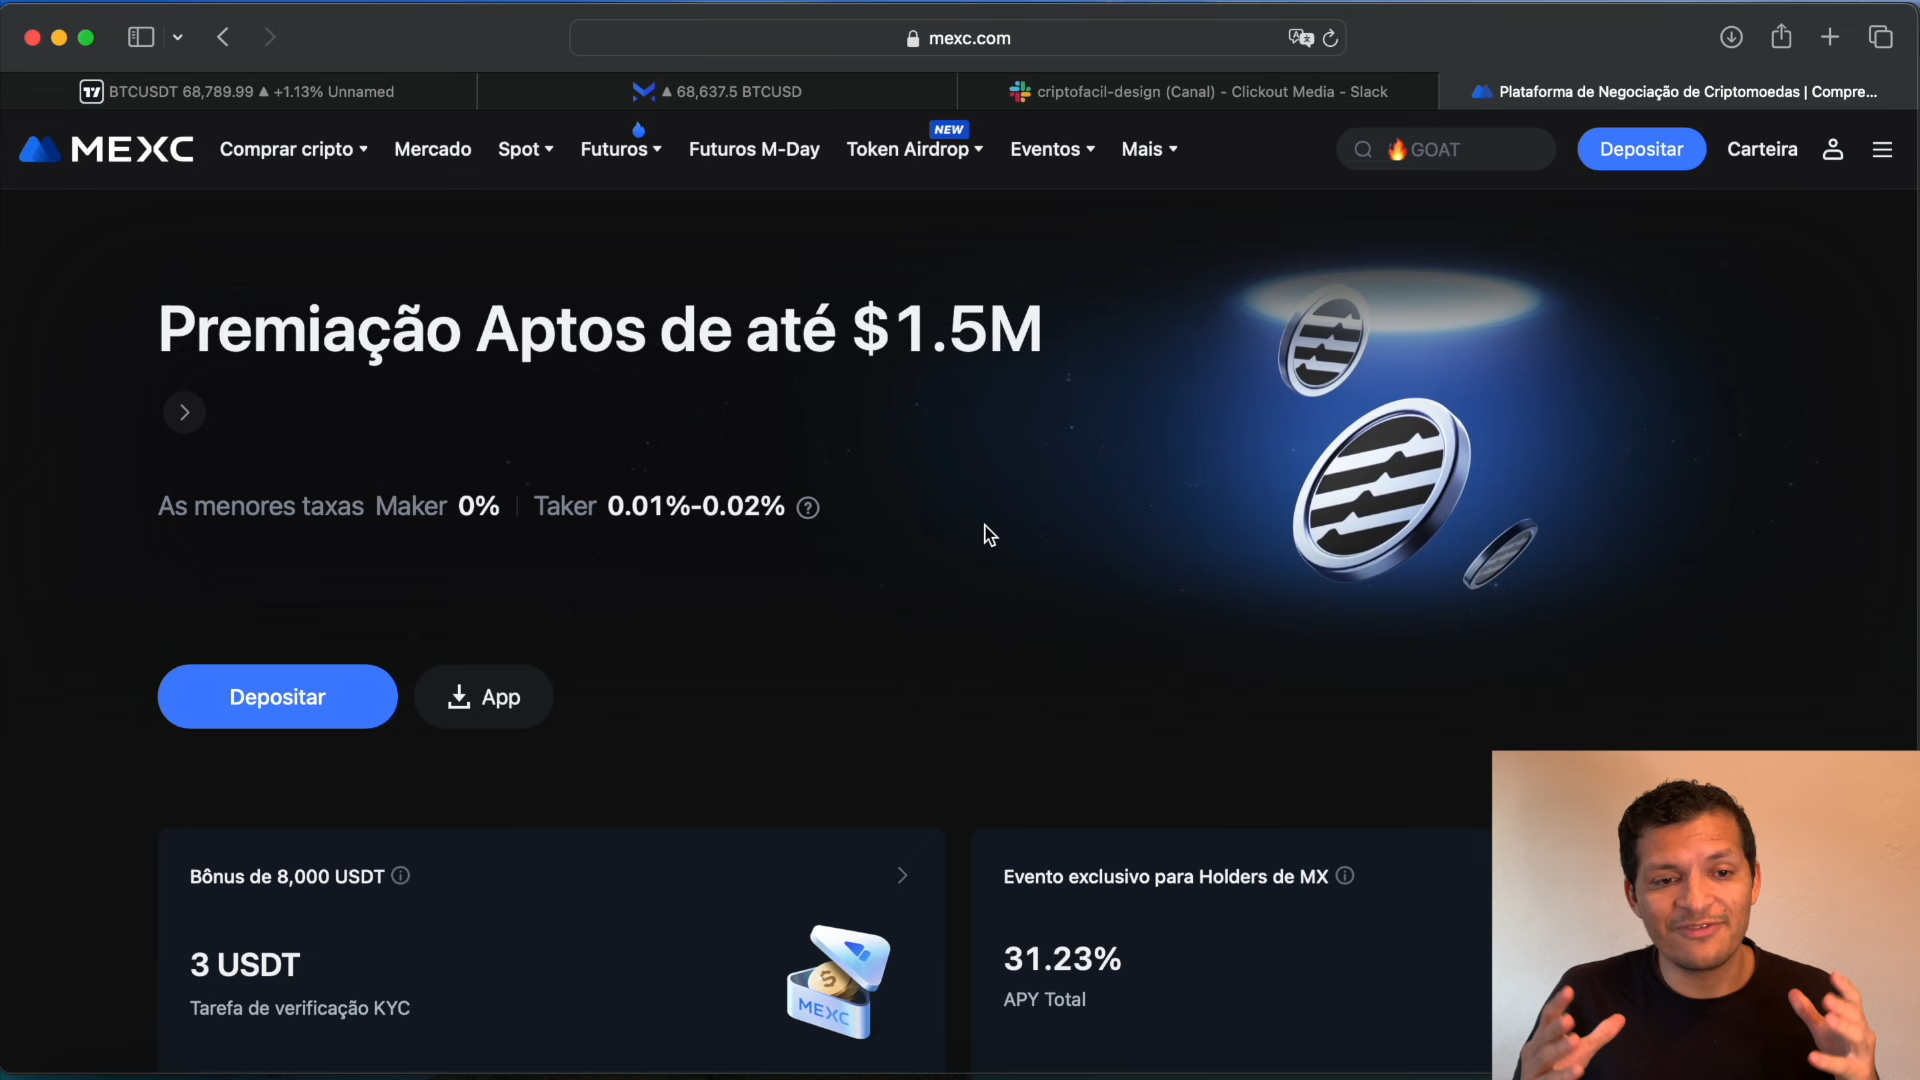 mexc.com
BTCUSDT 68,789.99 ▲ +1.13% Unnamed
▲ 68,637.5 BTCUSD
criptofacil-design (Canal) - Clickout Media - Slack
Plataforma de Negociação de Criptomoedas | Compre...
MEXC
Comprar cripto
Mercado
Spot
Futuros
Futuros M-Day
NEW
Token Airdrop
Eventos
Mais
GOAT
Depositar
Carteira
Premiação Aptos de até $1.5M
As menores taxas Maker 0% | Taker 0.01%-0.02%
Depositar
App
Bônus de 8,000 USDT
3 USDT
Tarefa de verificação KYC
MEXC
Evento exclusivo para Holders de MX
31.23%
APY Total